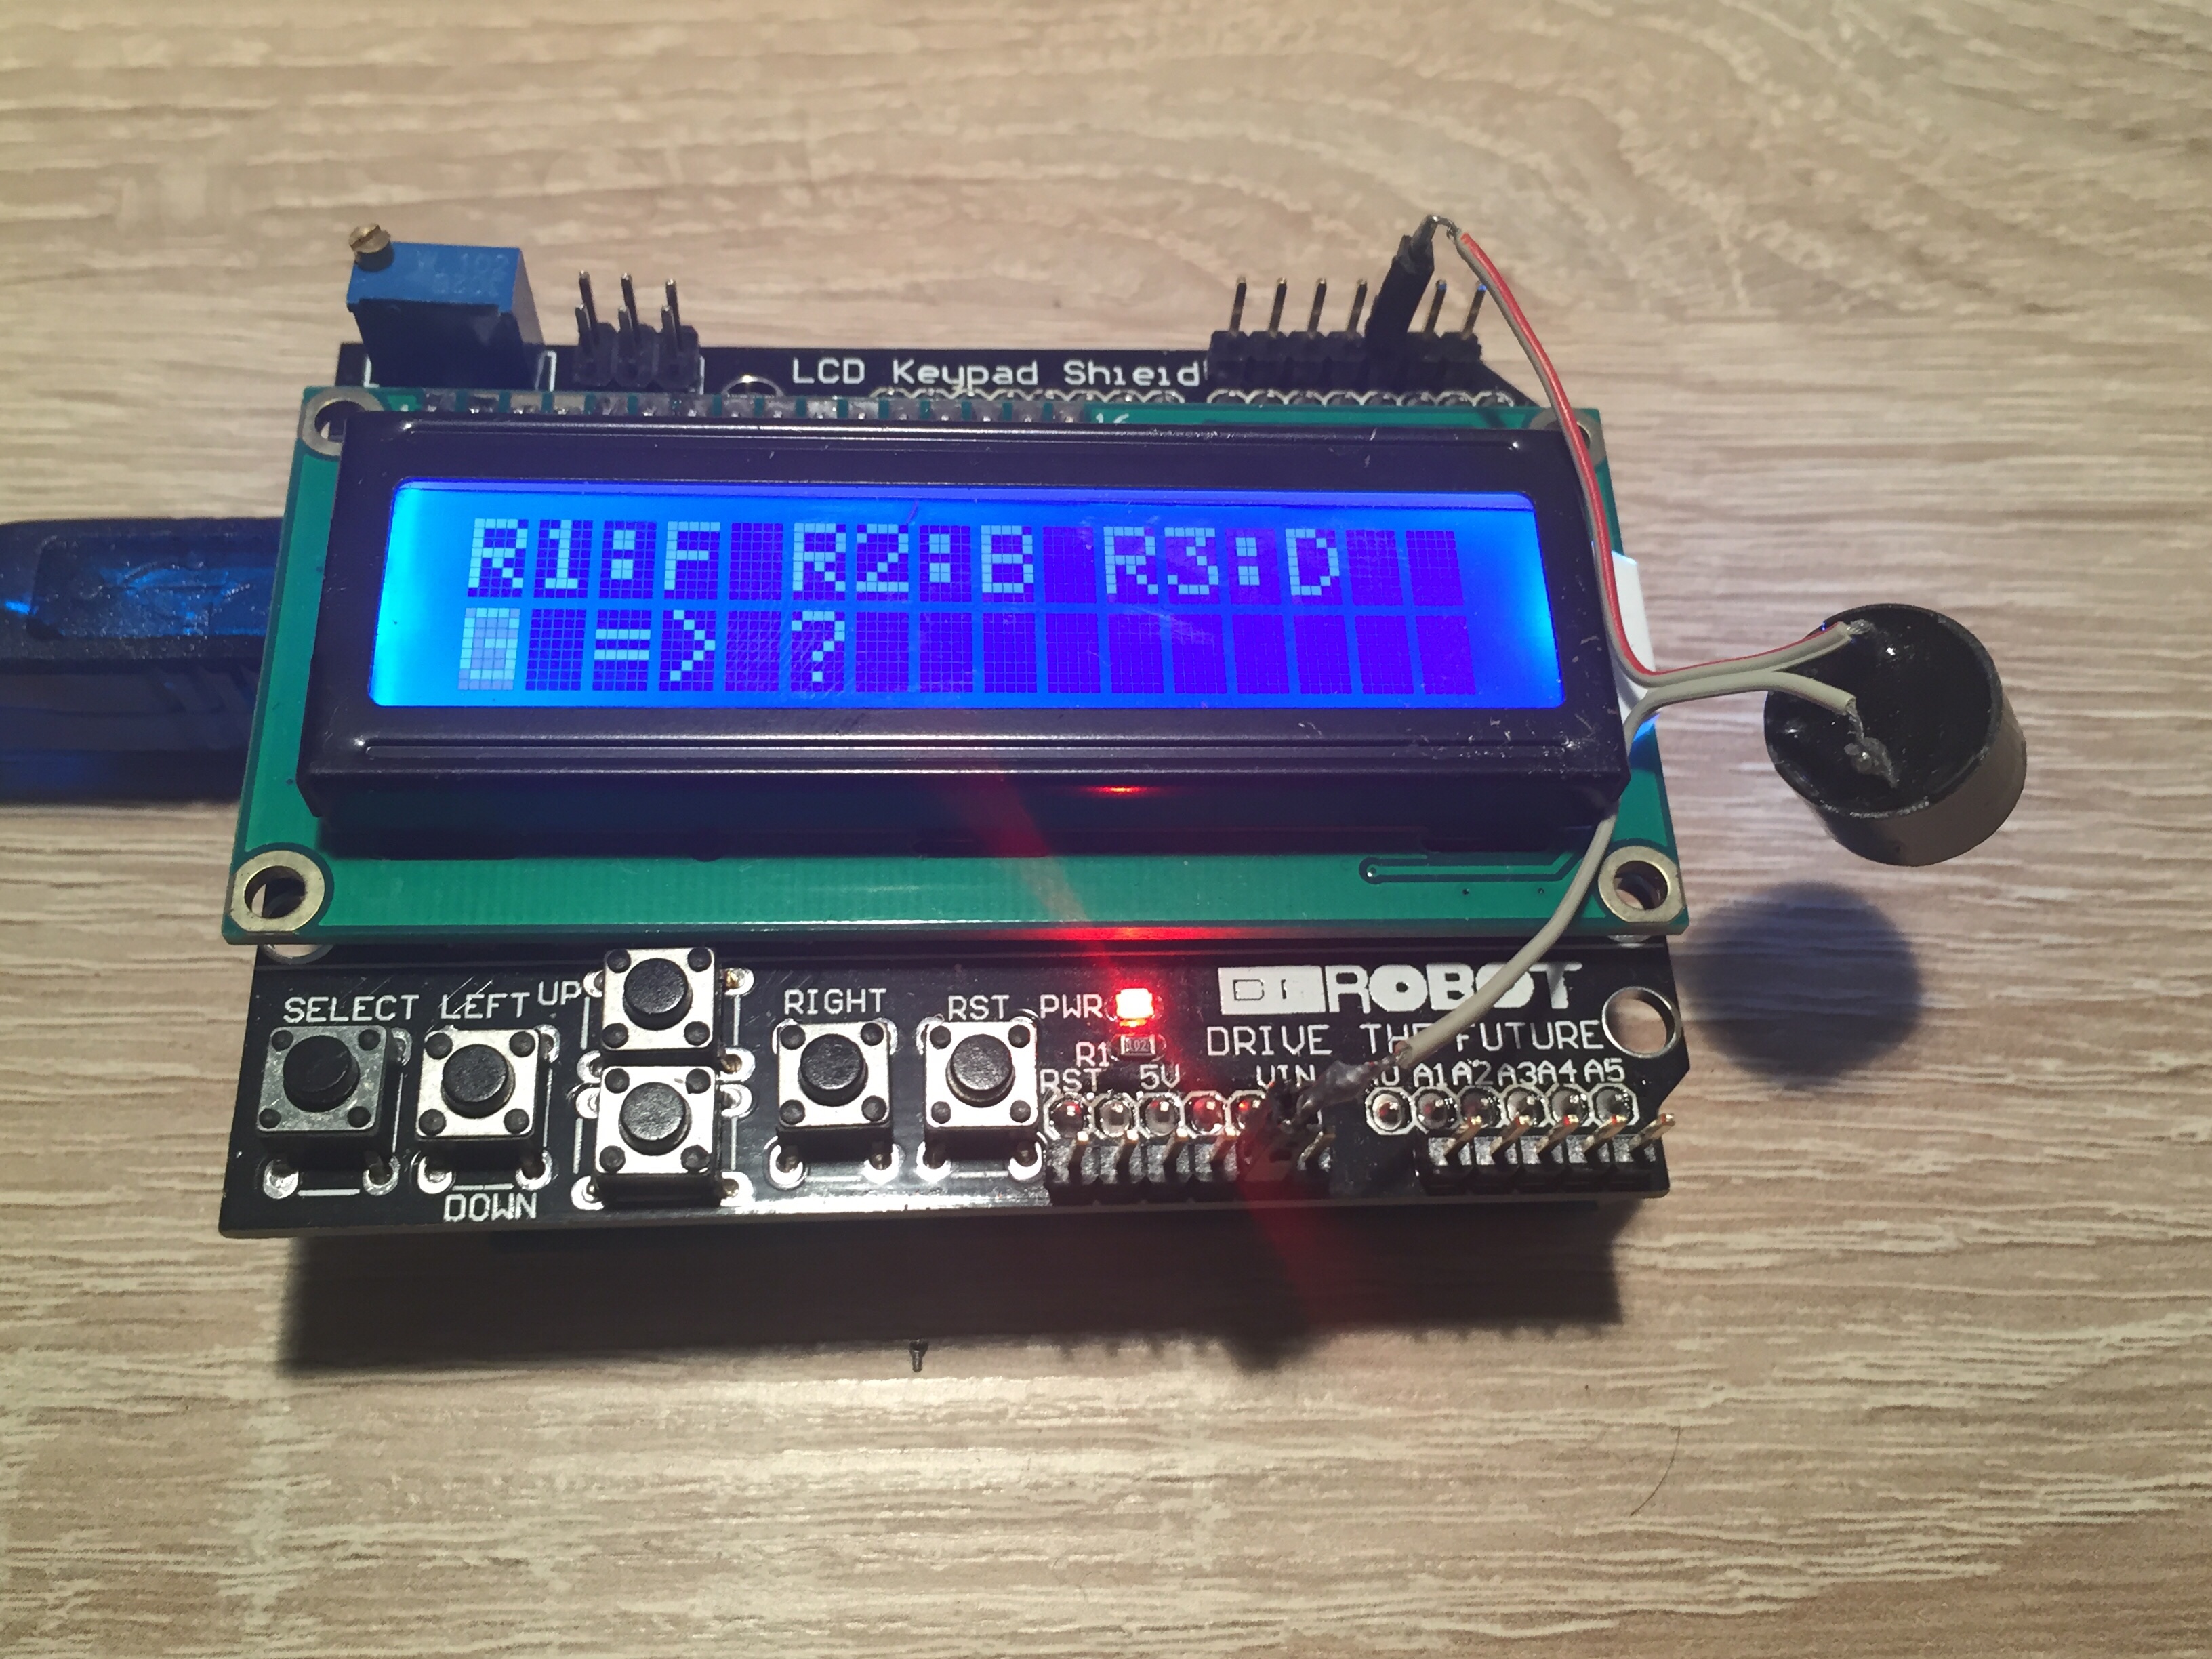 LCD Keypad Shield
16
R1:F R2:B R3:D
G => ?
SELECT LEFT UP RIGHT RST PWR
DFROBOT
DRIVE THE FUTURE
R1 102
RST 5V VIN A1 A2 A3 A4 A5
DOWN